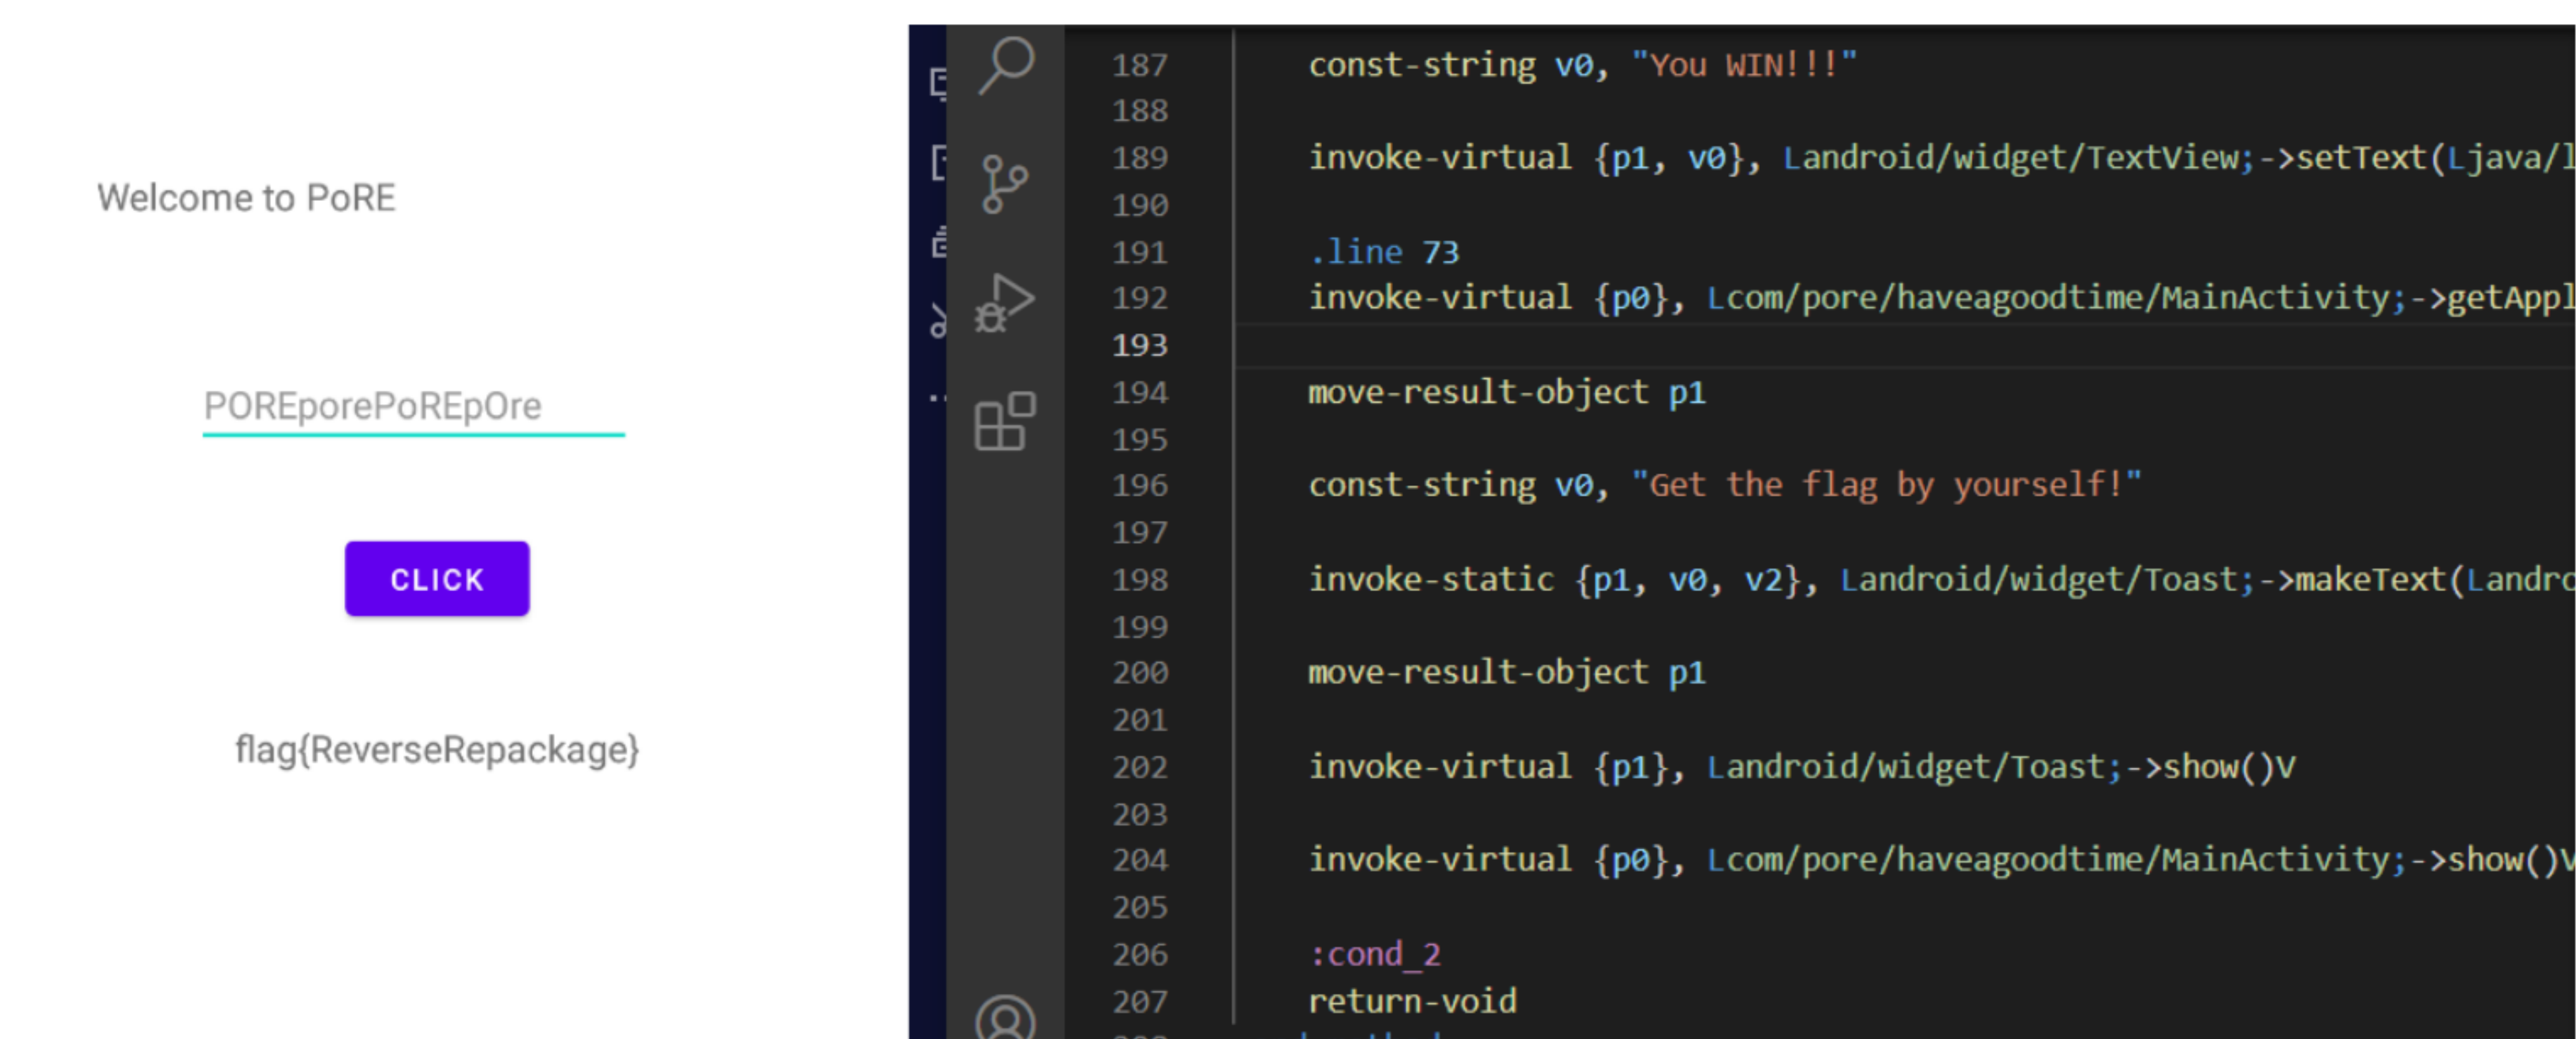 Welcome to PoRE
POREporePoREpOre
CLICK
flag{ReverseRepackage}
187 const-string v0, "You WIN!!!"
188
189 invoke-virtual {p1, v0}, Landroid/widget/TextView;->setText(Ljava/l
190
191 .line 73
192 invoke-virtual {p0}, Lcom/pore/haveagoodtime/MainActivity;->getAppl
193
194 move-result-object p1
195
196 const-string v0, "Get the flag by yourself!"
197
198 invoke-static {p1, v0, v2}, Landroid/widget/Toast;->makeText(Landro
199
200 move-result-object p1
201
202 invoke-virtual {p1}, Landroid/widget/Toast;->show()V
203
204 invoke-virtual {p0}, Lcom/pore/haveagoodtime/MainActivity;->show()V
205
206 :cond_2
207 return-void